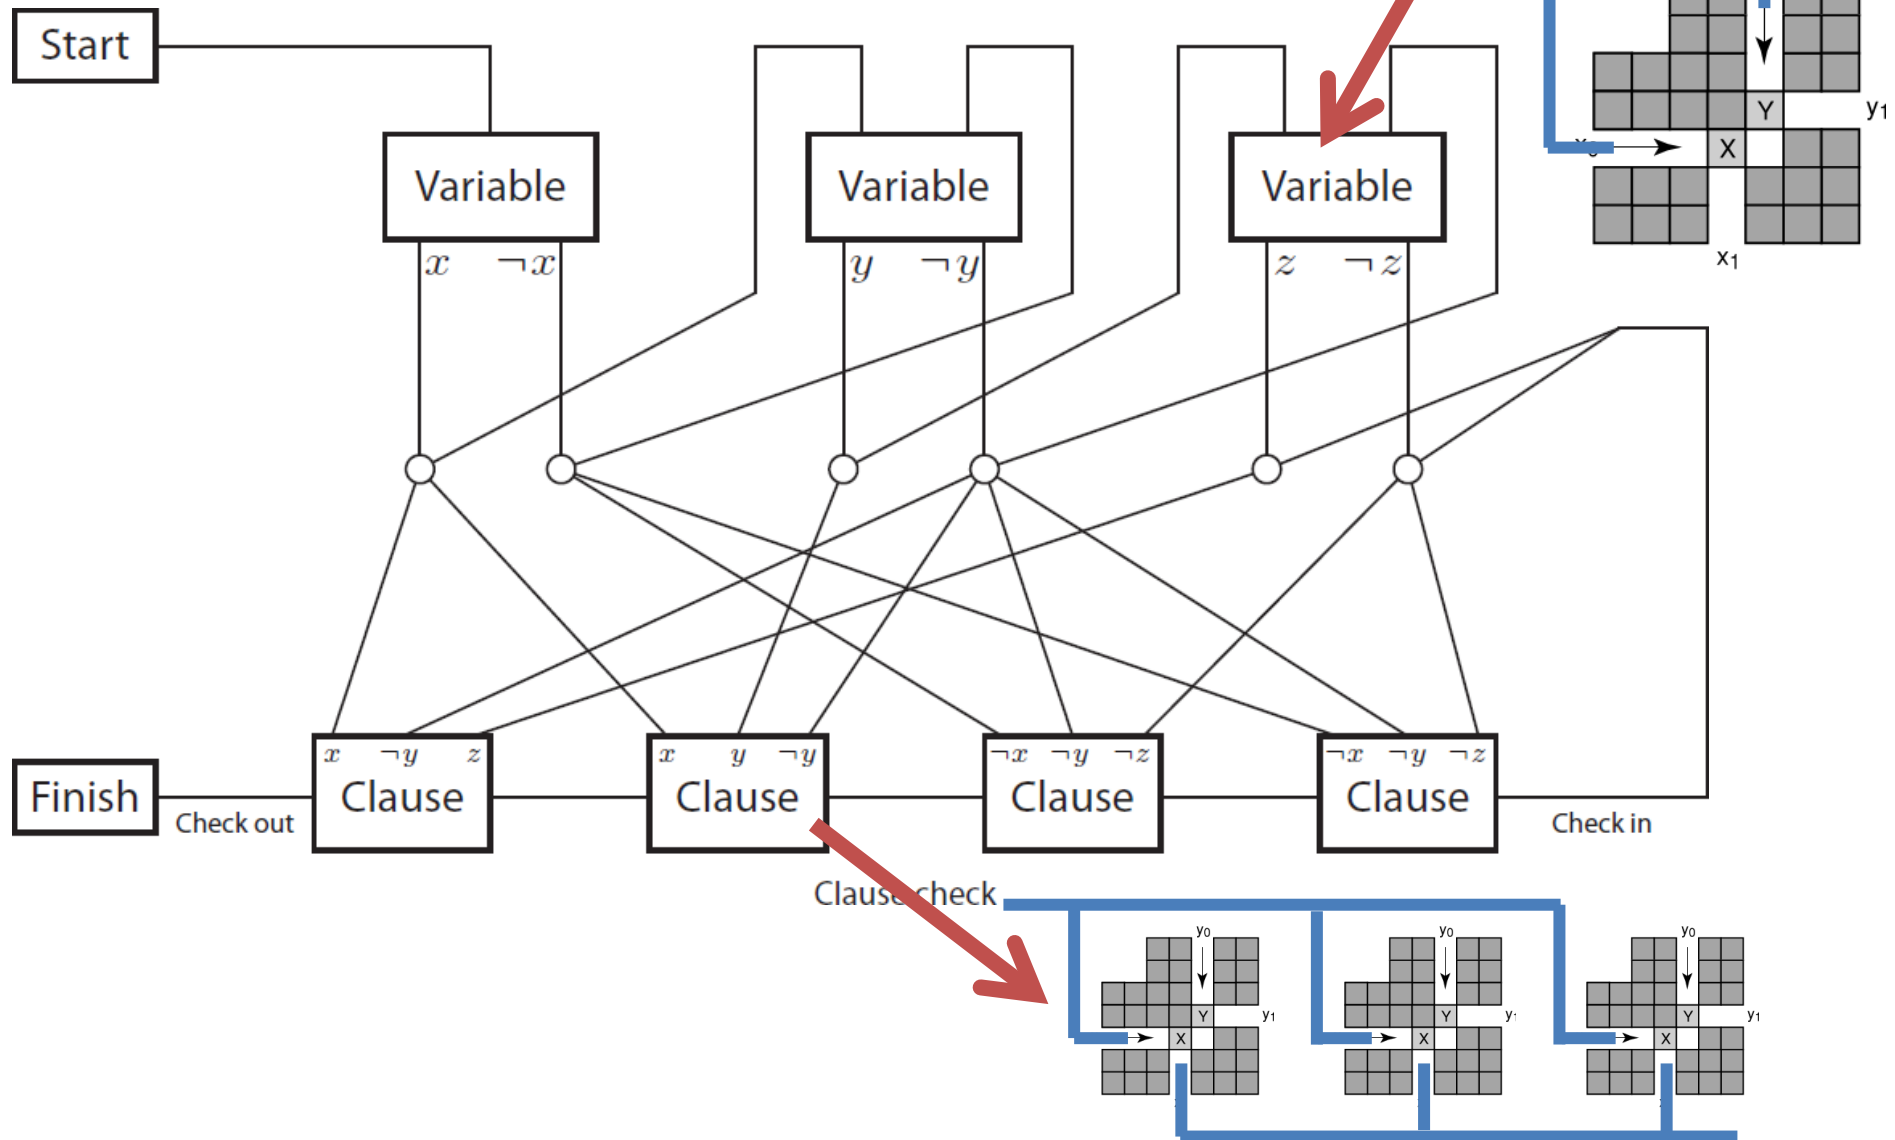 Start
Variable
Variable
Variable
x ¬x
y ¬y
z ¬z
Y
y₁
X
x₁
x ¬y z
Clause
x y ¬y
Clause
¬x ¬y ¬z
Clause
¬x ¬y ¬z
Clause
Finish
Check out
Check in
Clause check
y₀
y₀
y₀
Y
y₁
X
Y
y₁
X
Y
y₁
X